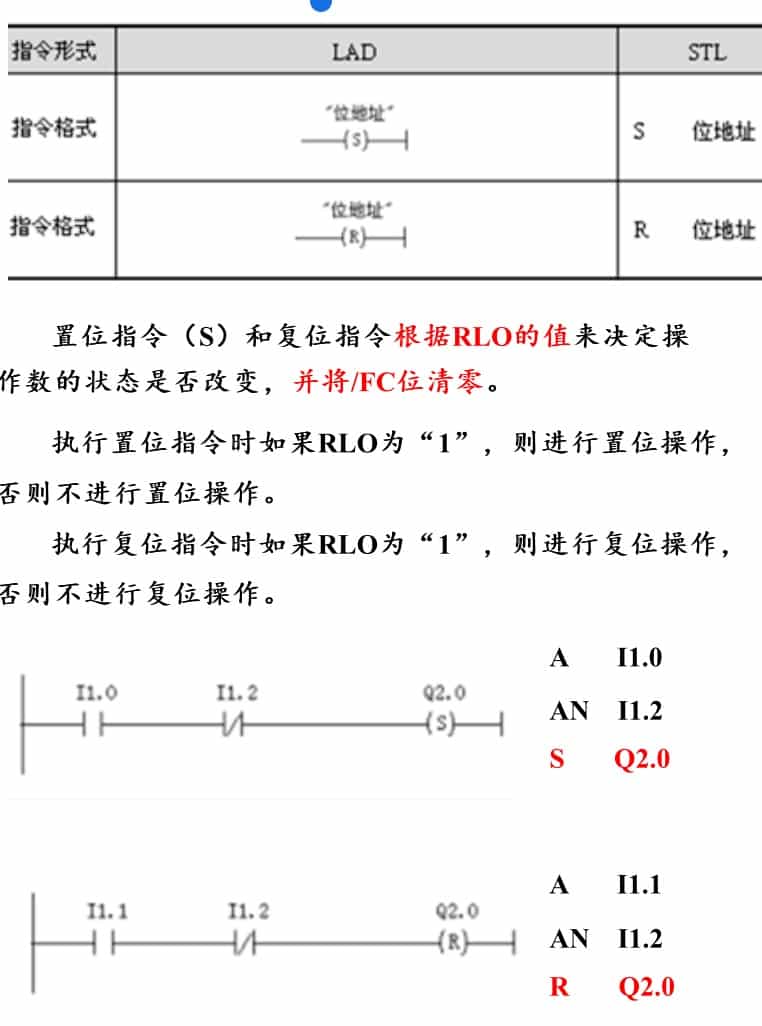 指令形式 LAD STL
"位地址"
指令格式 (S) S 位地址
"位地址"
指令格式 (R) R 位地址
置位指令（S）和复位指令根据RLO的值来决定操
作数的状态是否改变，并将/FC位清零。
执行置位指令时如果RLO为“1”，则进行置位操作，
否则不进行置位操作。
执行复位指令时如果RLO为“1”，则进行复位操作，
否则不进行复位操作。
I1.0 I1.2 Q2.0
(S)
A I1.0
AN I1.2
S Q2.0
I1.1 I1.2 Q2.0
(R)
A I1.1
AN I1.2
R Q2.0